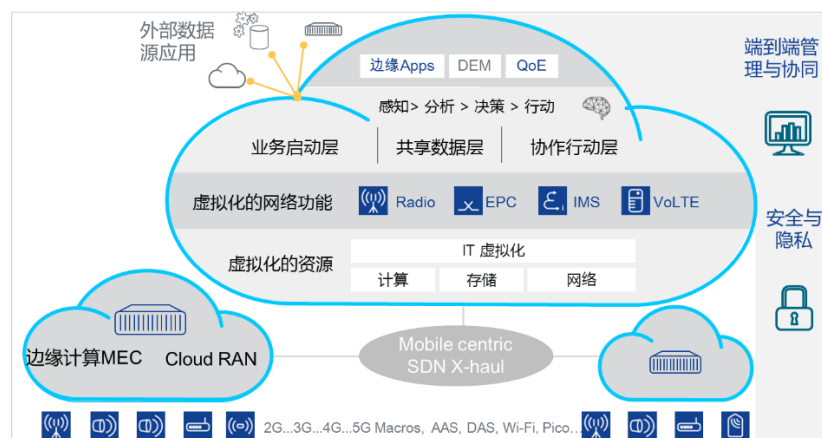 外部数据
源应用
端到端管
理与协同
边缘Apps DEM QoE
感知> 分析 > 决策 > 行动
业务启动层 共享数据层 协作行动层
虚拟化的网络功能 Radio EPC IMS VoLTE
安全与
隐私
虚拟化的资源
IT 虚拟化
计算 存储 网络
边缘计算MEC Cloud RAN
Mobile centric
SDN X-haul
2G...3G...4G...5G Macros, AAS, DAS, Wi-Fi, Pico...